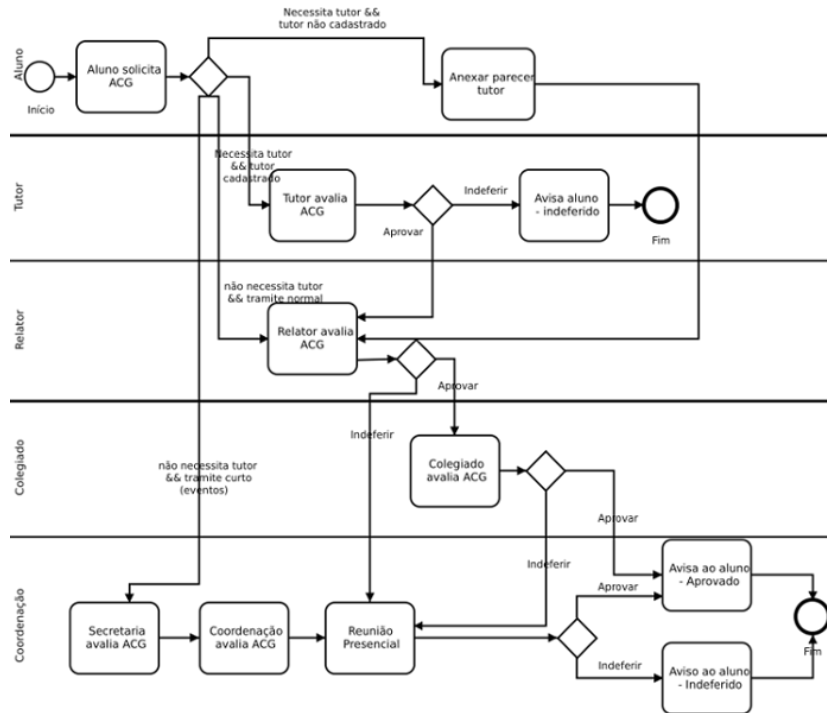 Aluno
Início
Aluno solicita
ACG
Necessita tutor &&
tutor não cadastrado
Anexar parecer
tutor
Tutor
Necessita tutor
&& tutor
cadastrado
Tutor avalia
ACG
Aprovar
Indeferir
Avisa aluno
- indeferido
Fim
Relator
não necessita tutor
&& tramite normal
Relator avalia
ACG
Aprovar
Indeferir
Colegiado
não necessita tutor
&& tramite curto
(eventos)
Colegiado
avalia ACG
Aprovar
Indeferir
Coordenação
Secretaria
avalia ACG
Coordenação
avalia ACG
Reunião
Presencial
Aprovar
Indeferir
Avisa ao aluno
- Aprovado
Aviso ao aluno
- Indeferido
Fim